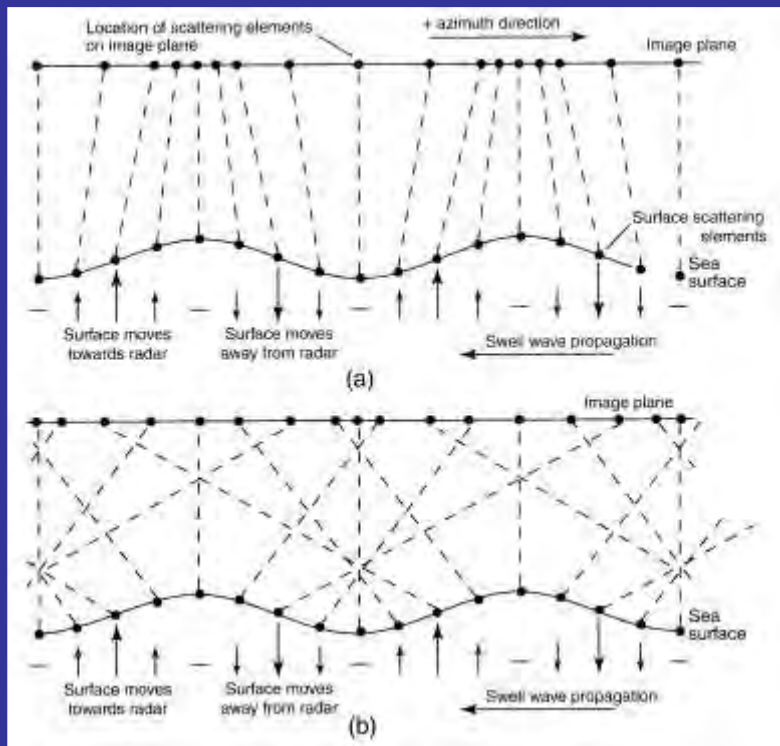 Location of scattering elements
on image plane
+ azimuth direction
Image plane
Surface scattering
elements
Sea
surface
Surface moves
towards radar
Surface moves
away from radar
Swell wave propagation
(a)
Image plane
Sea
surface
Surface moves
towards radar
Surface moves
away from radar
Swell wave propagation
(b)